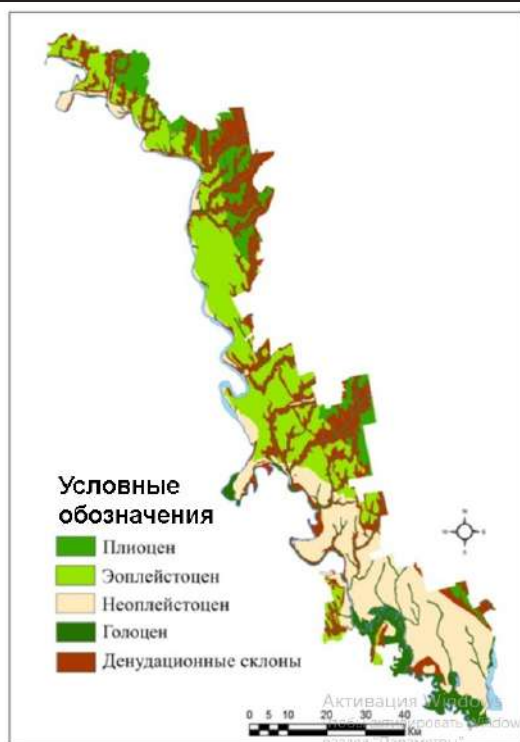 Условные
обозначения
Плиоцен
Эоплейстоцен
Неоплейстоцен
Голоцен
Денудационные склоны
Активация Windows
0 5 10 20 30 40
Км